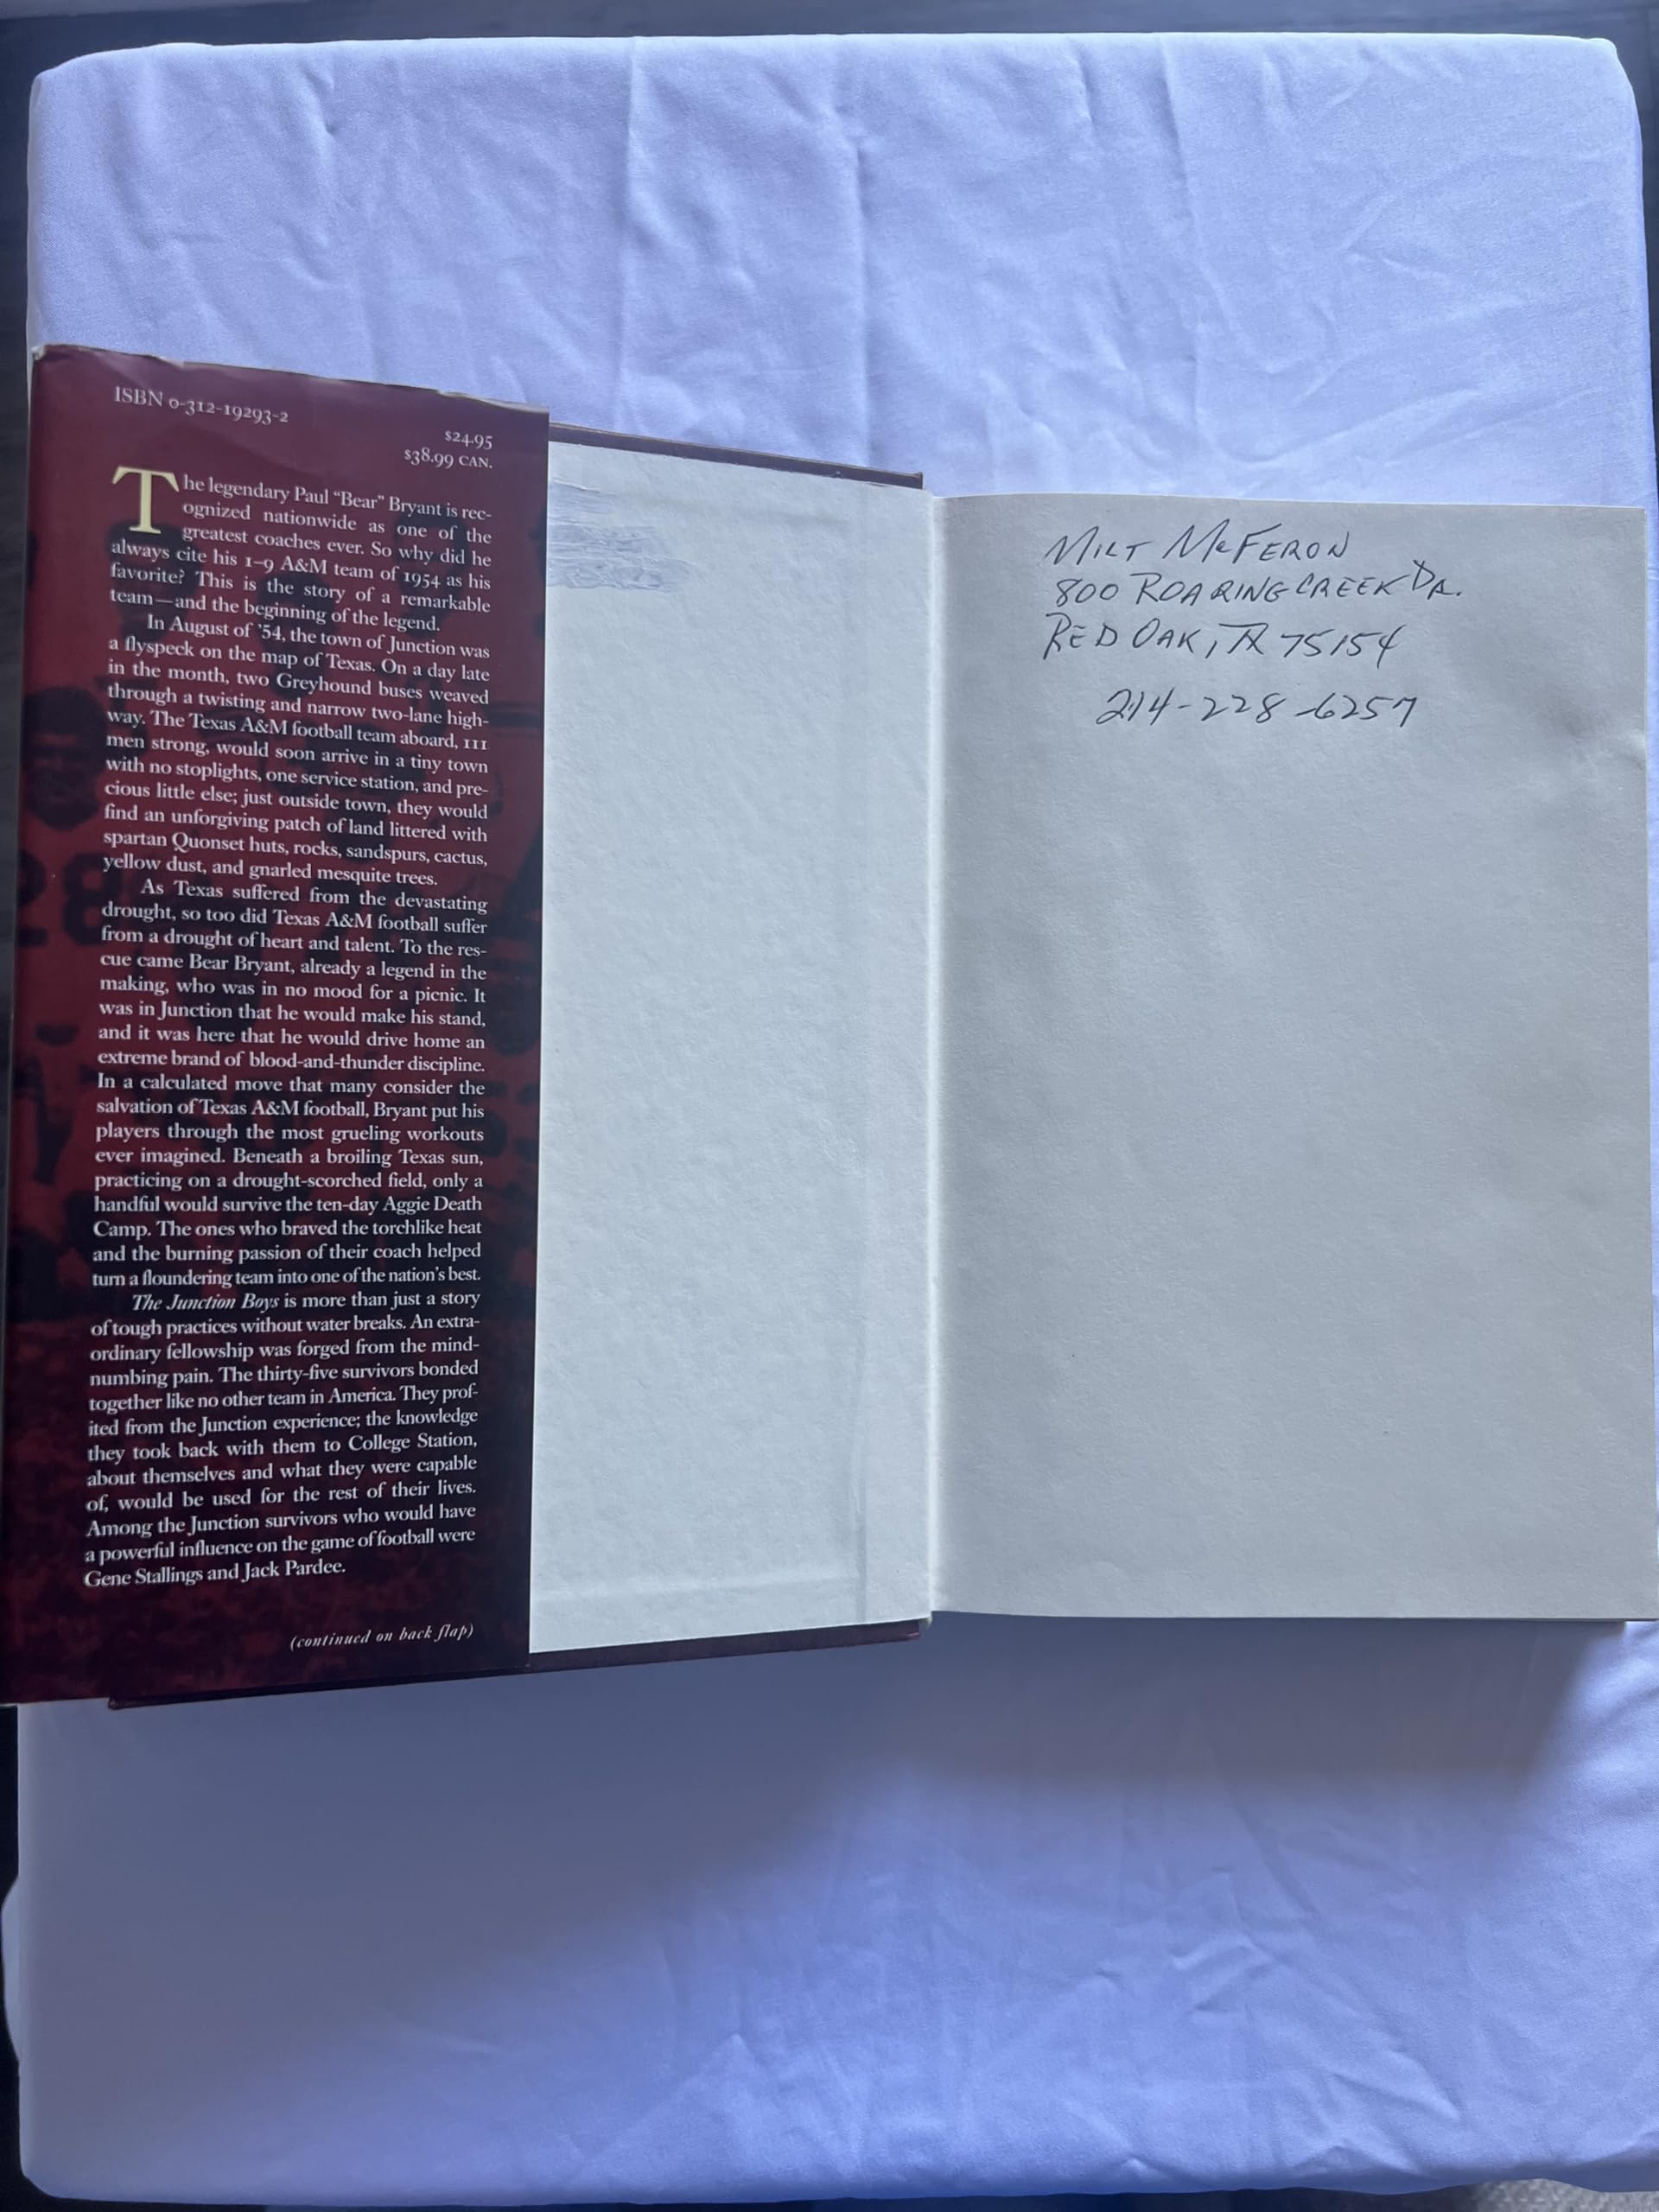 ISBN 0-312-19293-2
$24.95
$38.99 CAN.
The legendary Paul “Bear” Bryant is rec-
ognized nationwide as one of the
greatest coaches ever. So why did he
always cite his 1–9 A&M team of 1954 as his
favorite? This is the story of a remarkable
team—and the beginning of the legend.
In August of ’54, the town of Junction was
a flyspeck on the map of Texas. On a day late
in the month, two Greyhound buses weaved
through a twisting and narrow two-lane high-
way. The Texas A&M football team aboard, 111
men strong, would soon arrive in a tiny town
with no stoplights, one service station, and pre-
cious little else; just outside town, they would
find an unforgiving patch of land littered with
spartan Quonset huts, rocks, sandspurs, cactus,
yellow dust, and gnarled mesquite trees.
As Texas suffered from the devastating
drought, so too did Texas A&M football suffer
from a drought of heart and talent. To the res-
cue came Bear Bryant, already a legend in the
making, who was in no mood for a picnic. It
was in Junction that he would make his stand,
and it was here that he would drive home an
extreme brand of blood-and-thunder discipline.
In a calculated move that many consider the
salvation of Texas A&M football, Bryant put his
players through the most grueling workouts
ever imagined. Beneath a broiling Texas sun,
practicing on a drought-scorched field, only a
handful would survive the ten-day Aggie Death
Camp. The ones who braved the torchlike heat
and the burning passion of their coach helped
turn a floundering team into one of the nation’s best.
The Junction Boys is more than just a story
of tough practices without water breaks. An extra-
ordinary fellowship was forged from the mind-
numbing pain. The thirty-five survivors bonded
together like no other team in America. They prof-
ited from the Junction experience; the knowledge
they took back with them to College Station,
about themselves and what they were capable
of, would be used for the rest of their lives.
Among the Junction survivors who would have
a powerful influence on the game of football were
Gene Stallings and Jack Pardee.
(continued on back flap)
MILT McFERON
800 ROARING CREEK DR.
RED OAK, TX 75154
214-228-6257